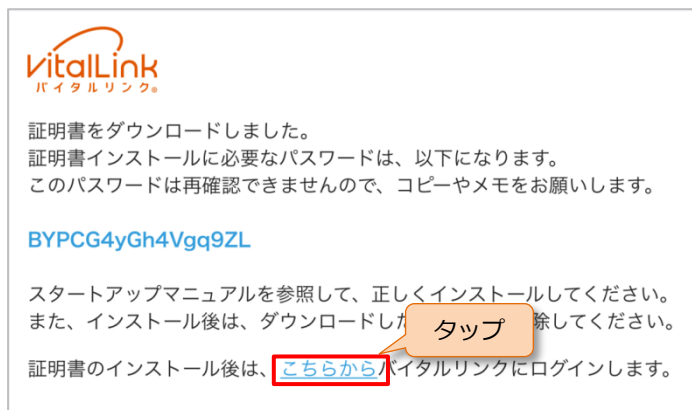 VitalLink
バイタルリンク®
証明書をダウンロードしました。
証明書インストールに必要なパスワードは、以下になります。
このパスワードは再確認できませんので、コピーやメモをお願いします。
BYPCG4yGh4Vgq9ZL
スタートアップマニュアルを参照して、正しくインストールしてください。
また、インストール後は、ダウンロードした 除してください。
タップ
証明書のインストール後は、こちらからバイタルリンクにログインします。